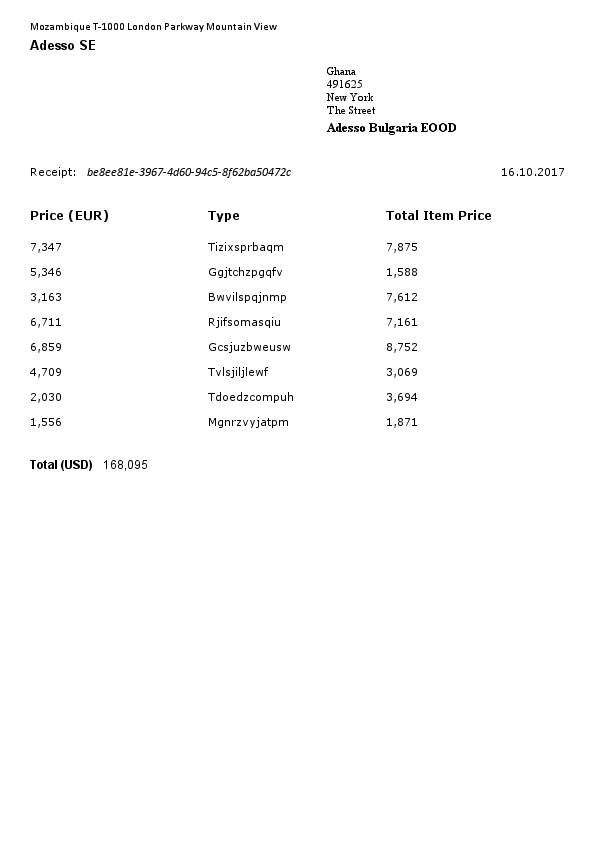 Mozambique T-1000 London Parkway Mountain View
Adesso SE
Ghana
491625
New York
The Street
Adesso Bulgaria EOOD
Receipt: be8ee81e-3967-4d60-94c5-8f62ba50472c 16.10.2017
Price (EUR) Type Total Item Price
7,347 Tizixsprbaqm 7,875
5,346 Ggjtchzpgqfv 1,588
3,163 Bwvilspqjnmp 7,612
6,711 Rjifsomasqiu 7,161
6,859 Gcsjuzbweusw 8,752
4,709 Tvlsjiljlewf 3,069
2,030 Tdoedzcompuh 3,694
1,556 Mgnrzvyjatpm 1,871
Total (USD) 168,095